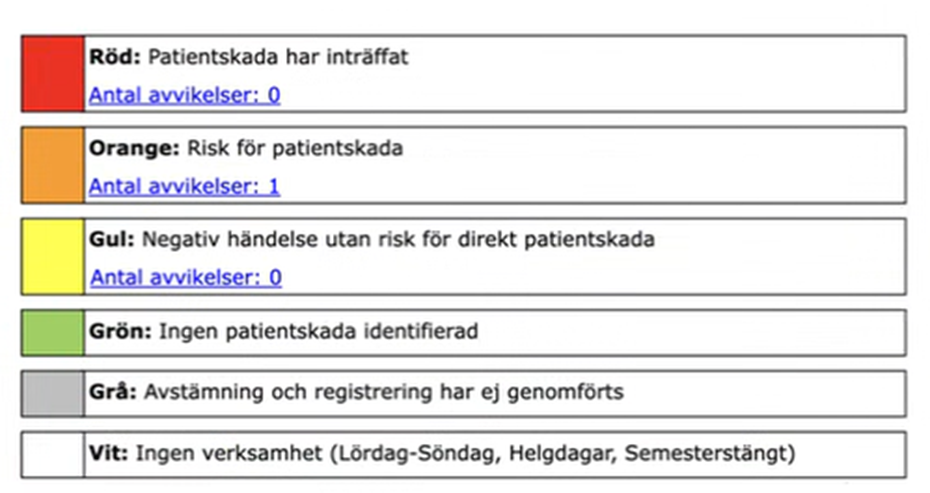 Röd: Patientskada har inträffat
Antal avvikelser: 0
Orange: Risk för patientskada
Antal avvikelser: 1
Gul: Negativ händelse utan risk för direkt patientskada
Antal avvikelser: 0
Grön: Ingen patientskada identifierad
Grå: Avstämning och registrering har ej genomförts
Vit: Ingen verksamhet (Lördag-Söndag, Helgdagar, Semesterstängt)